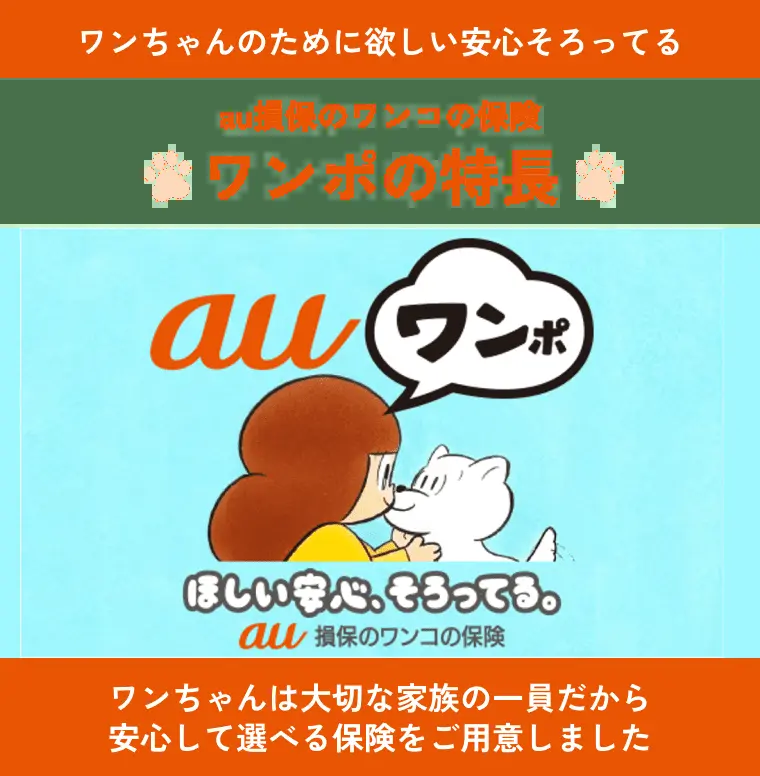 ワンちゃんのために欲しい安心そろってる
au損保のワンコの保険
ワンポの特長
au
ワンポ
ほしい安心、そろってる。
au 損保のワンコの保険
ワンちゃんは大切な家族の一員だから
安心して選べる保険をご用意しました